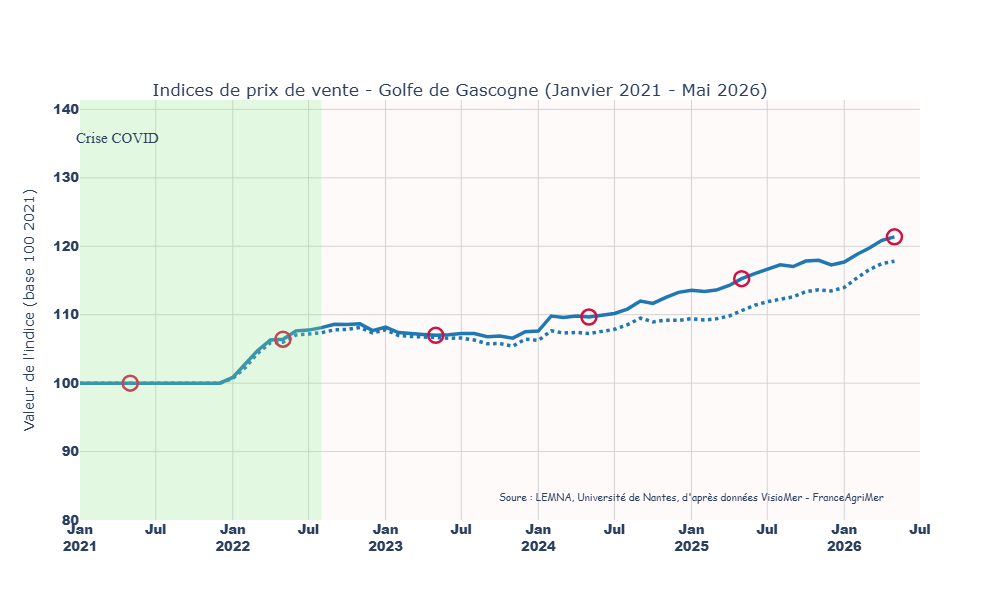 Indices de prix de vente - Golfe de Gascogne (Janvier 2021 - Mai 2026)
Valeur de l'indice (base 100 2021)
140
130
120
110
100
90
80
Crise COVID
Soure : LEMNA, Université de Nantes, d'après données VisioMer - FranceAgriMer
Jan Jul Jan Jul Jan Jul Jan Jul Jan Jul Jan Jul
2021 2022 2023 2024 2025 2026